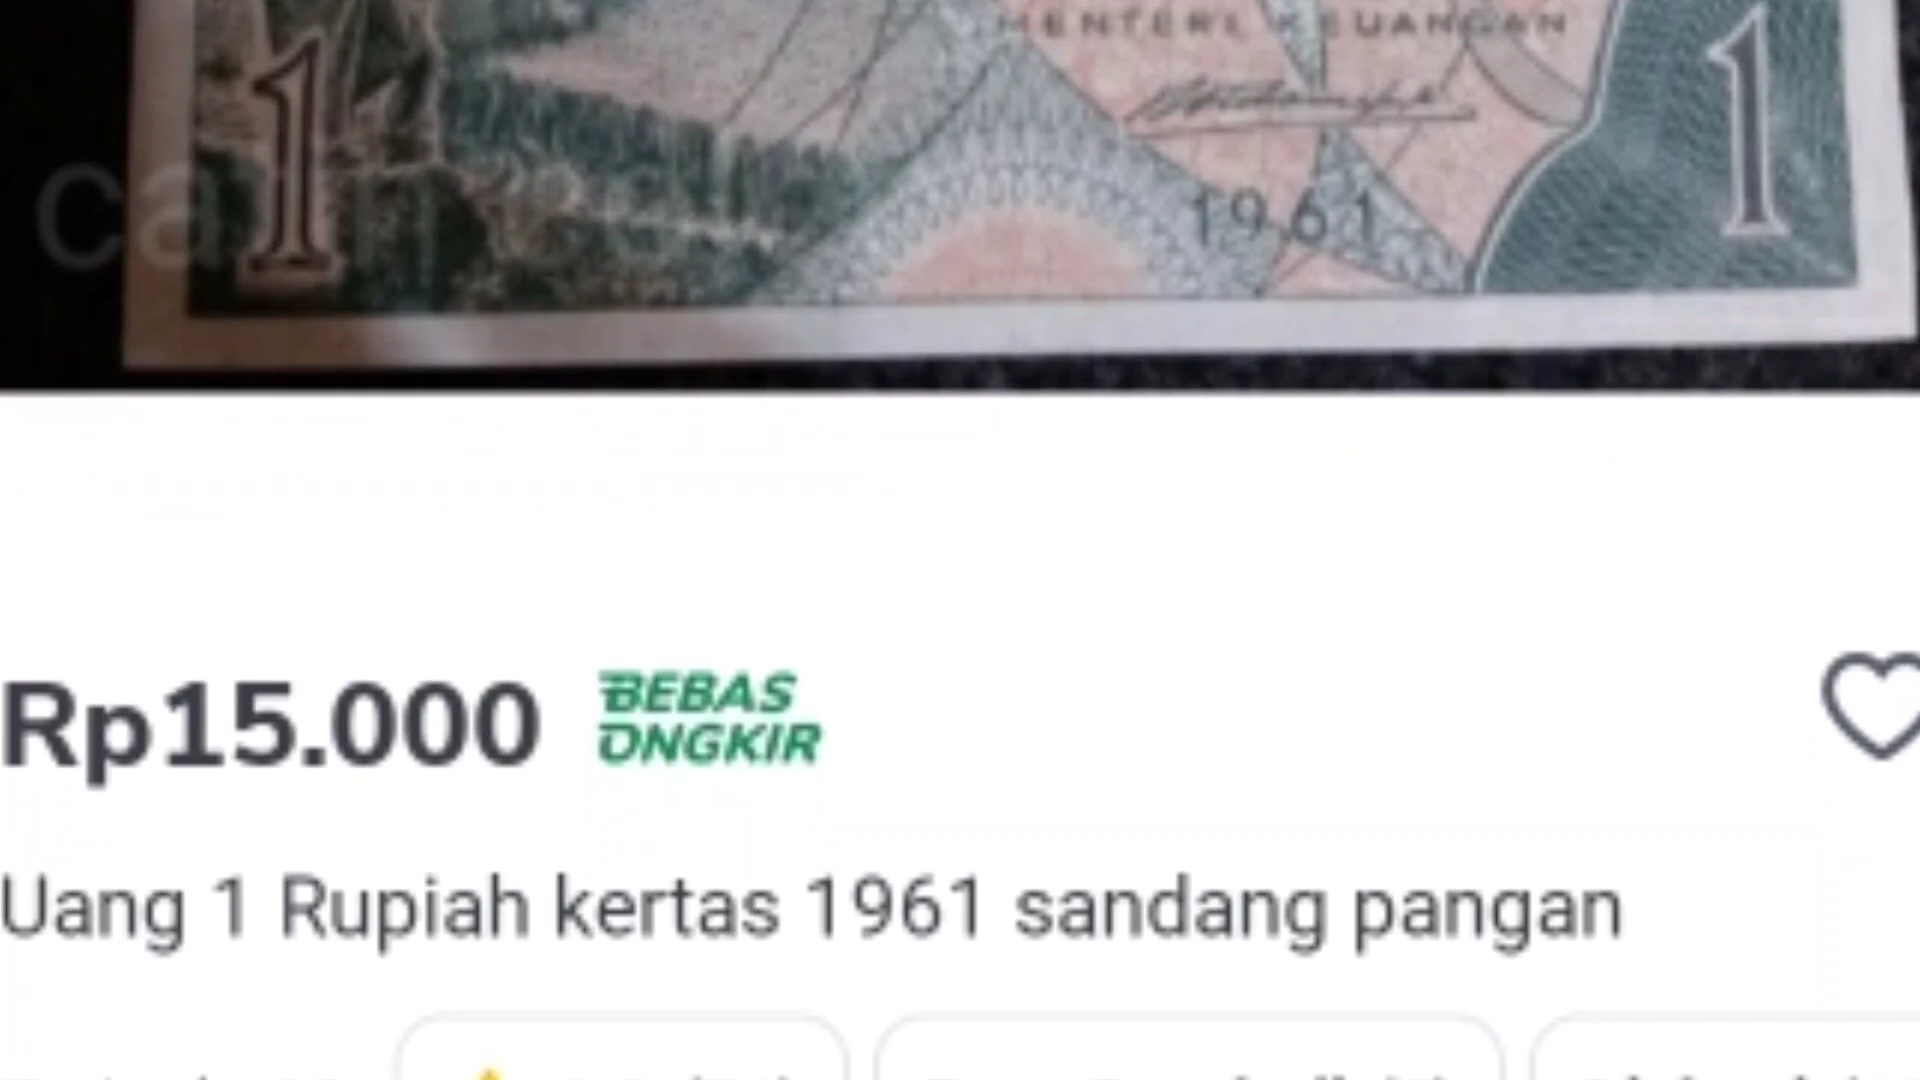 MENTERI KEUANGAN
1
1
1961
Rp15.000
BEBAS ONGKIR
Uang 1 Rupiah kertas 1961 sandang pangan